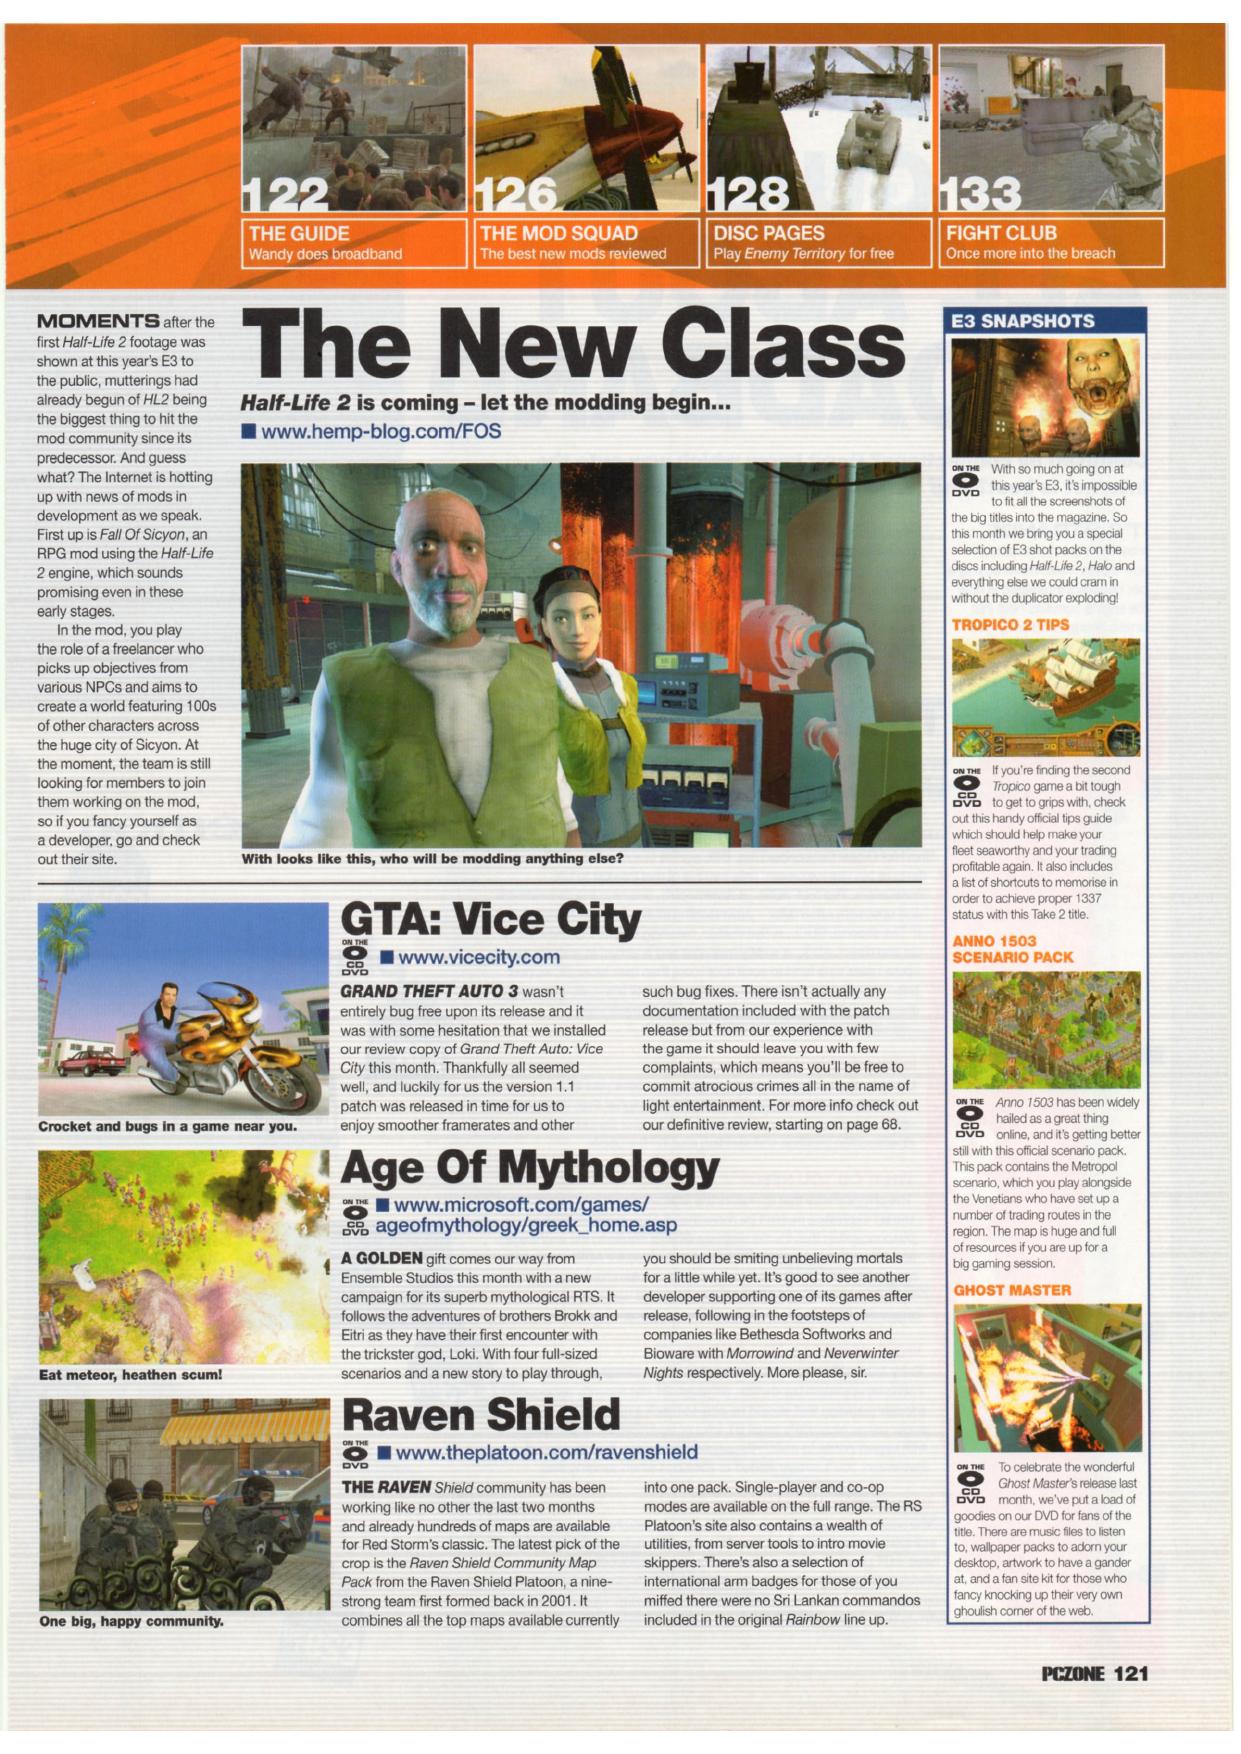 122
THE GUIDE
Wandy does broadband
126
THE MOD SQUAD
The best new mods reviewed
128
DISC PAGES
Play Enemy Territory for free
133
FIGHT CLUB
Once more into the breach
MOMENTS after the
first Half-Life 2 footage was
shown at this year's E3 to
the public, mutterings had
already begun of HL2 being
the biggest thing to hit the
mod community since its
predecessor. And guess
what? The Internet is hotting
up with news of mods in
development as we speak.
First up is Fall Of Sicyon, an
RPG mod using the Half-Life
2 engine, which sounds
promising even in these
early stages.
In the mod, you play
the role of a freelancer who
picks up objectives from
various NPCs and aims to
create a world featuring 100s
of other characters across
the huge city of Sicyon. At
the moment, the team is still
looking for members to join
them working on the mod,
so if you fancy yourself as
a developer, go and check
out their site.
The New Class
Half-Life 2 is coming – let the modding begin...
■ www.hemp-blog.com/FOS
With looks like this, who will be modding anything else?
GTA: Vice City
ON THE
CD
DVD
■ www.vicecity.com
GRAND THEFT AUTO 3 wasn't
entirely bug free upon its release and it
was with some hesitation that we installed
our review copy of Grand Theft Auto: Vice
City this month. Thankfully all seemed
well, and luckily for us the version 1.1
patch was released in time for us to
enjoy smoother framerates and other
such bug fixes. There isn't actually any
documentation included with the patch
release but from our experience with
the game it should leave you with few
complaints, which means you'll be free to
commit atrocious crimes all in the name of
light entertainment. For more info check out
our definitive review, starting on page 68.
Crocket and bugs in a game near you.
Age Of Mythology
ON THE
CD
DVD
■ www.microsoft.com/games/
ageofmythology/greek_home.asp
A GOLDEN gift comes our way from
Ensemble Studios this month with a new
campaign for its superb mythological RTS. It
follows the adventures of brothers Brokk and
Eitri as they have their first encounter with
the trickster god, Loki. With four full-sized
scenarios and a new story to play through,
you should be smiting unbelieving mortals
for a little while yet. It's good to see another
developer supporting one of its games after
release, following in the footsteps of
companies like Bethesda Softworks and
Bioware with Morrowind and Neverwinter
Nights respectively. More please, sir.
Eat meteor, heathen scum!
Raven Shield
ON THE
DVD
■ www.theplatoon.com/ravenshield
THE RAVEN Shield community has been
working like no other the last two months
and already hundreds of maps are available
for Red Storm's classic. The latest pick of the
crop is the Raven Shield Community Map
Pack from the Raven Shield Platoon, a nine-
strong team first formed back in 2001. It
combines all the top maps available currently
into one pack. Single-player and co-op
modes are available on the full range. The RS
Platoon's site also contains a wealth of
utilities, from server tools to intro movie
skippers. There's also a selection of
international arm badges for those of you
miffed there were no Sri Lankan commandos
included in the original Rainbow line up.
One big, happy community.
E3 SNAPSHOTS
ON THE
DVD
With so much going on at
this year's E3, it's impossible
to fit all the screenshots of
the big titles into the magazine. So
this month we bring you a special
selection of E3 shot packs on the
discs including Half-Life 2, Halo and
everything else we could cram in
without the duplicator exploding!
TROPICO 2 TIPS
ON THE
CD
DVD
If you're finding the second
Tropico game a bit tough
to get to grips with, check
out this handy official tips guide
which should help make your
fleet seaworthy and your trading
profitable again. It also includes
a list of shortcuts to memorise in
order to achieve proper 1337
status with this Take 2 title.
ANNO 1503
SCENARIO PACK
ON THE
CD
DVD
Anno 1503 has been widely
hailed as a great thing
online, and it's getting better
still with this official scenario pack.
This pack contains the Metropol
scenario, which you play alongside
the Venetians who have set up a
number of trading routes in the
region. The map is huge and full
of resources if you are up for a
big gaming session.
GHOST MASTER
ON THE
CD
DVD
To celebrate the wonderful
Ghost Master's release last
month, we've put a load of
goodies on our DVD for fans of the
title. There are music files to listen
to, wallpaper packs to adorn your
desktop, artwork to have a gander
at, and a fan site kit for those who
fancy knocking up their very own
ghoulish corner of the web.
PCZONE 121